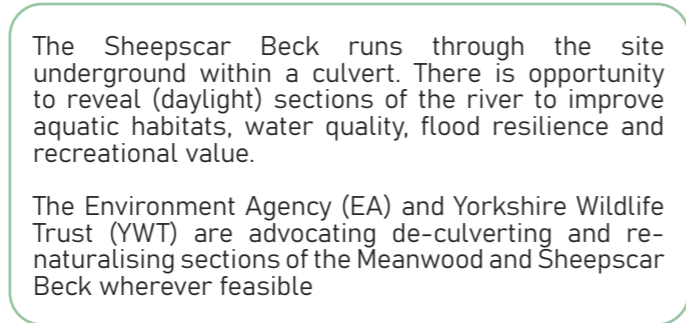 The Sheepscar Beck runs through the site
underground within a culvert. There is opportunity
to reveal (daylight) sections of the river to improve
aquatic habitats, water quality, flood resilience and
recreational value.
The Environment Agency (EA) and Yorkshire Wildlife
Trust (YWT) are advocating de-culverting and re-
naturalising sections of the Meanwood and Sheepscar
Beck wherever feasible